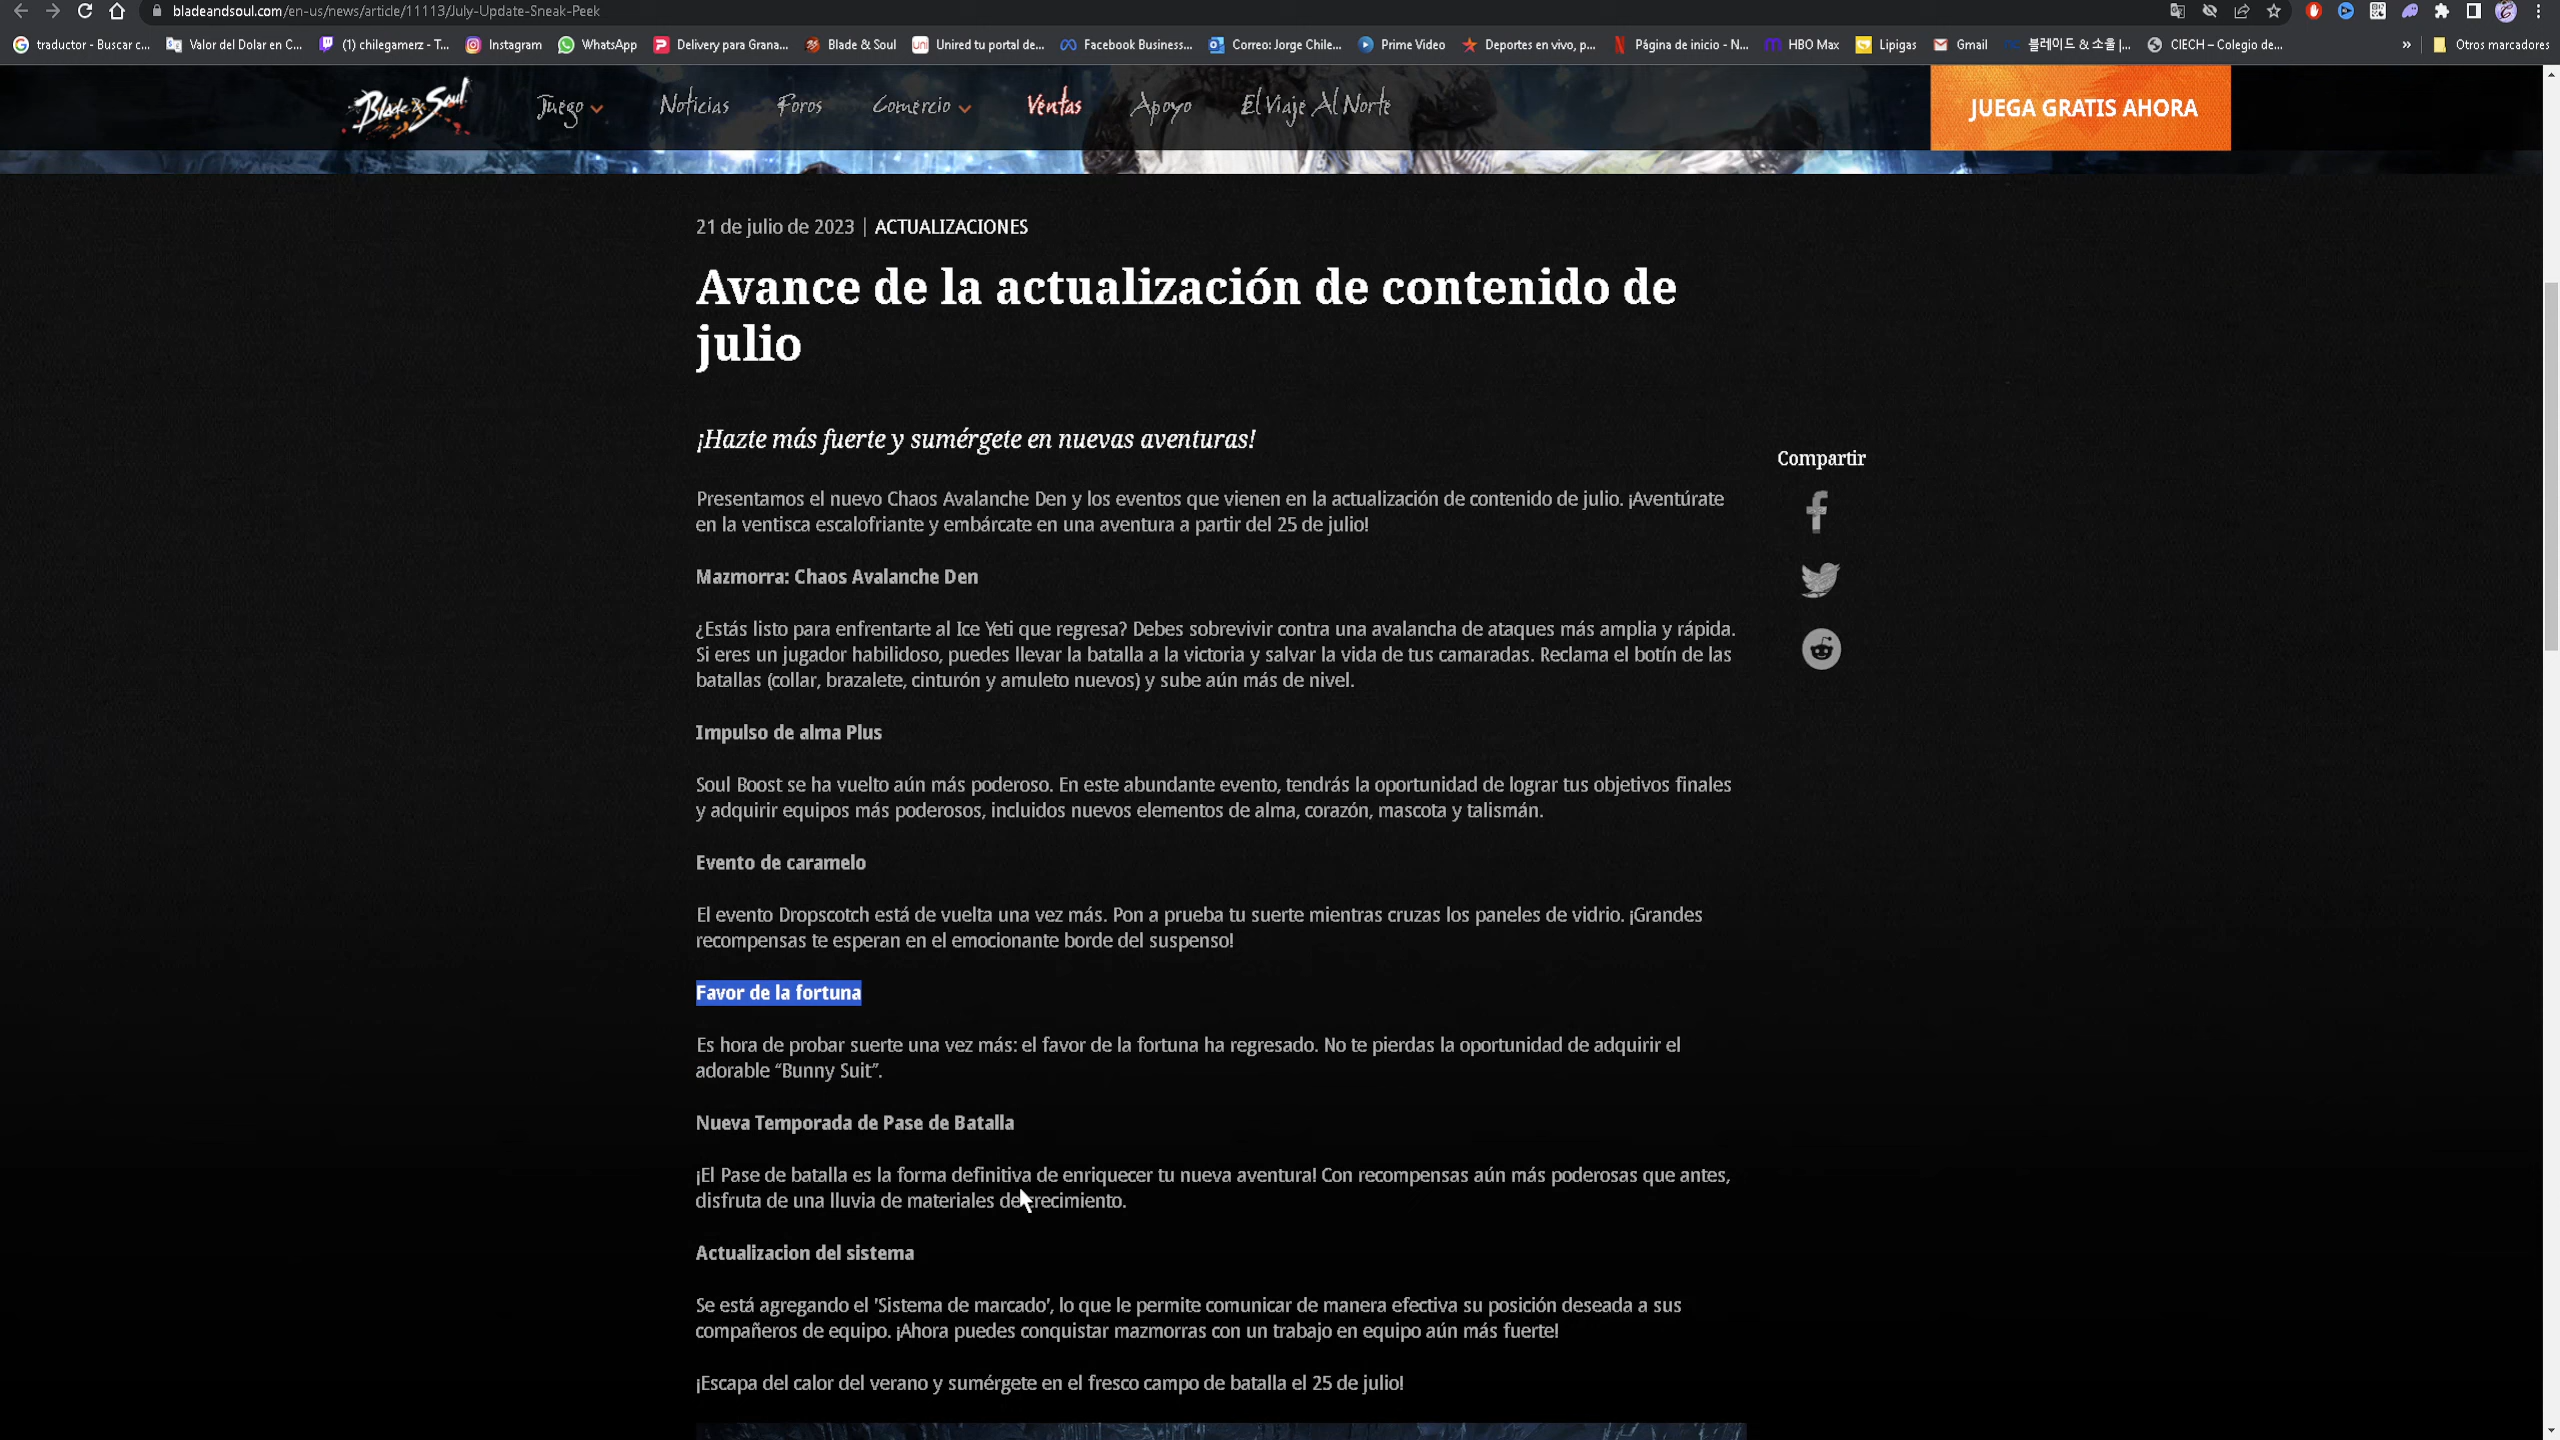 bladeandsoul.com/en-us/news/article/11113/July-Update-Sneak-Peek
traductor - Buscar c... Valor del Dolar en C... (1) chilegamerz - T... Instagram WhatsApp Delivery para Grana... Blade & Soul Unired tu portal de... Facebook Business... Correo: Jorge Chile... Prime Video Deportes en vivo, p... Página de inicio - N... HBO Max Lipigas Gmail 블레이드 & 소울 |... CIECH – Colegio de... » Otros marcadores
Blade & Soul Juego Noticias Foros Comercio Ventas Apoyo El Viaje Al Norte JUEGA GRATIS AHORA
21 de julio de 2023 | ACTUALIZACIONES
Avance de la actualización de contenido de
julio
¡Hazte más fuerte y sumérgete en nuevas aventuras!
Compartir
Presentamos el nuevo Chaos Avalanche Den y los eventos que vienen en la actualización de contenido de julio. ¡Aventúrate
en la ventisca escalofriante y embárcate en una aventura a partir del 25 de julio!
Mazmorra: Chaos Avalanche Den
¿Estás listo para enfrentarte al Ice Yeti que regresa? Debes sobrevivir contra una avalancha de ataques más amplia y rápida.
Si eres un jugador habilidoso, puedes llevar la batalla a la victoria y salvar la vida de tus camaradas. Reclama el botín de las
batallas (collar, brazalete, cinturón y amuleto nuevos) y sube aún más de nivel.
Impulso de alma Plus
Soul Boost se ha vuelto aún más poderoso. En este abundante evento, tendrás la oportunidad de lograr tus objetivos finales
y adquirir equipos más poderosos, incluidos nuevos elementos de alma, corazón, mascota y talismán.
Evento de caramelo
El evento Dropscotch está de vuelta una vez más. Pon a prueba tu suerte mientras cruzas los paneles de vidrio. ¡Grandes
recompensas te esperan en el emocionante borde del suspenso!
Favor de la fortuna
Es hora de probar suerte una vez más: el favor de la fortuna ha regresado. No te pierdas la oportunidad de adquirir el
adorable “Bunny Suit”.
Nueva Temporada de Pase de Batalla
¡El Pase de batalla es la forma definitiva de enriquecer tu nueva aventura! Con recompensas aún más poderosas que antes,
disfruta de una lluvia de materiales de crecimiento.
Actualizacion del sistema
Se está agregando el 'Sistema de marcado', lo que le permite comunicar de manera efectiva su posición deseada a sus
compañeros de equipo. ¡Ahora puedes conquistar mazmorras con un trabajo en equipo aún más fuerte!
¡Escapa del calor del verano y sumérgete en el fresco campo de batalla el 25 de julio!